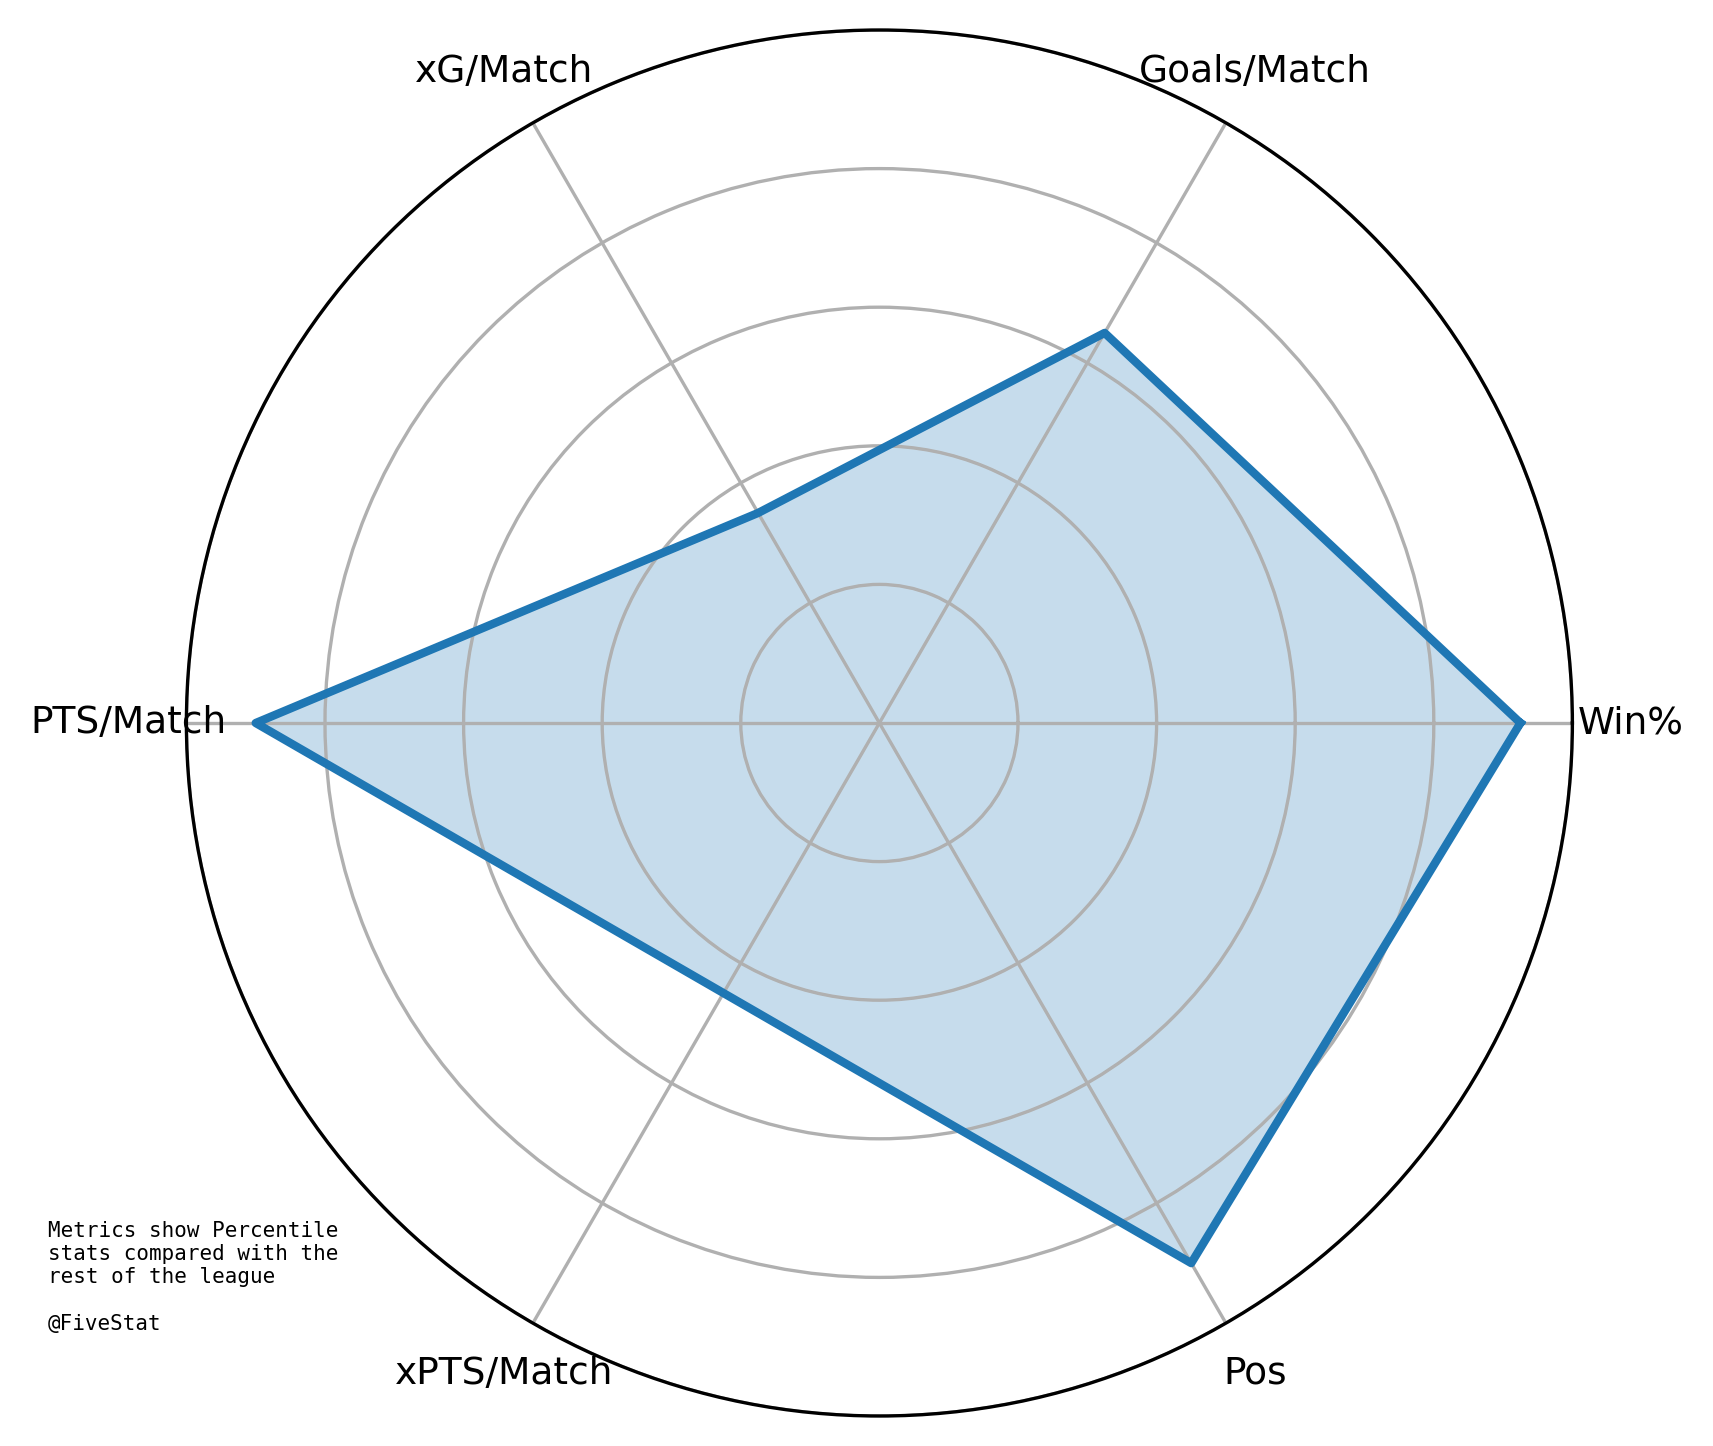 xG/Match
Goals/Match
PTS/Match
Win%
Metrics show Percentile
stats compared with the
rest of the league
@FiveStat
xPTS/Match
Pos